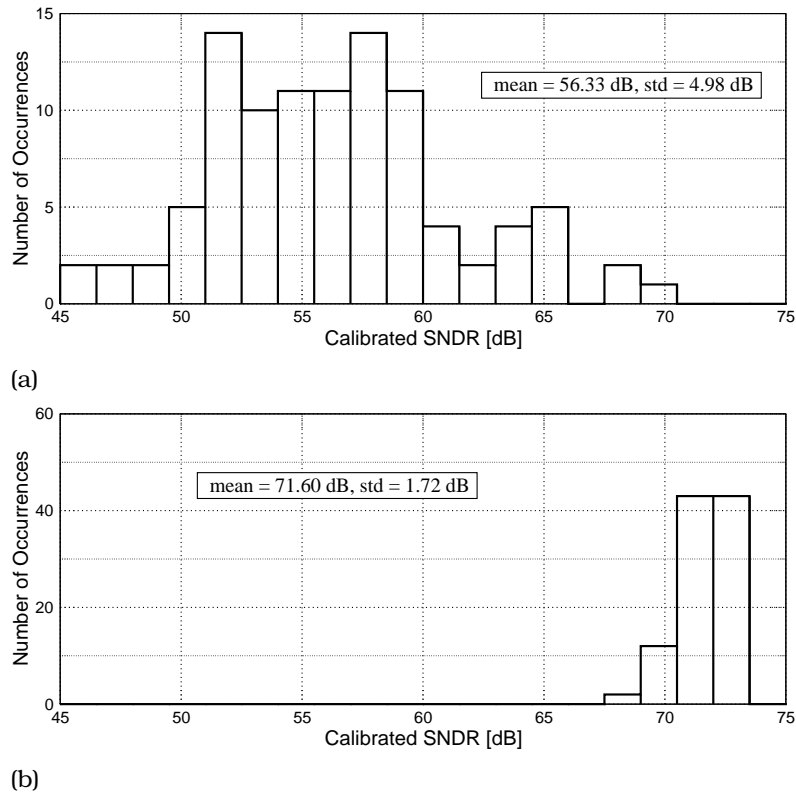 15
10
5
0
Number of Occurrences
mean = 56.33 dB, std = 4.98 dB
45 50 55 60 65 70 75
Calibrated SNDR [dB]
(a)
60
40
20
0
Number of Occurrences
mean = 71.60 dB, std = 1.72 dB
45 50 55 60 65 70 75
Calibrated SNDR [dB]
(b)